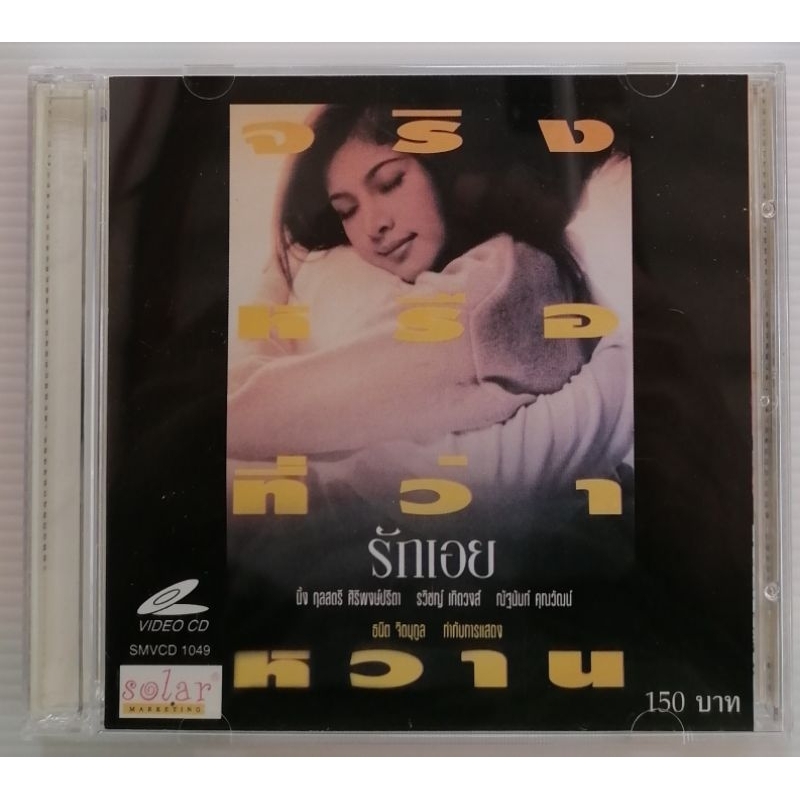 จริง
หรือ
ที่ว่า
รักเอย
นิ้ง กุลสตรี ศิริพงษ์ปรีดา รวิชญ์ เทิดวงส์ ณัฐนันท์ คุณวัฒน์
ธนิต จิตนุกูล กำกับการแสดง
หวาน
VIDEO CD
SMVCD 1049
solar®
MARKETING
150 บาท